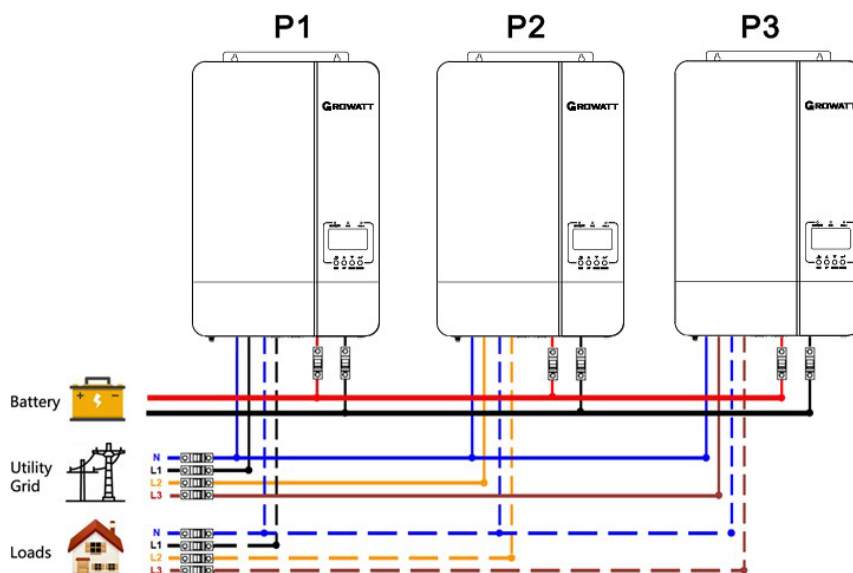 P1 P2 P3
GROWATT GROWATT GROWATT
Battery
Utility
Grid
N
L1
L2
L3
Loads
N
L1
L2
L3